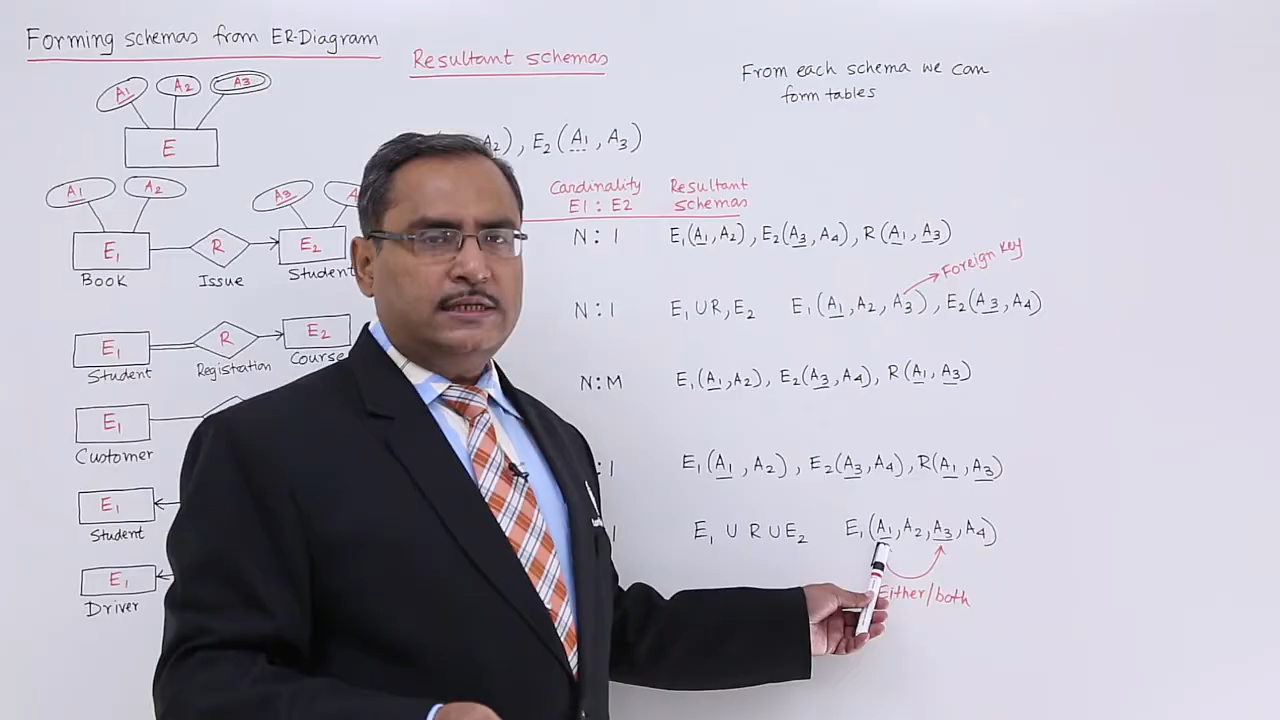 Forming schemas from ER-Diagram
Resultant schemas
From each schema we can
form tables
A1 A2 A3
E
A2), E2(A1, A3)
Cardinality
E1 : E2
Resultant
schemas
A1 A2 A3
E1 R E2
Book Issue Student
N : 1 E1(A1, A2), E2(A3, A4), R(A1, A3)
Foreign Key
E1 R E2
Student Registration Course
N : 1 E1 U R, E2 E1(A1, A2, A3), E2(A3, A4)
E1
Customer
N:M E1(A1, A2), E2(A3, A4), R(A1, A3)
E1
Student
: 1 E1(A1, A2), E2(A3, A4), R(A1, A3)
E1
Driver
1 E1 U R U E2 E1(A1, A2, A3, A4)
Either/both